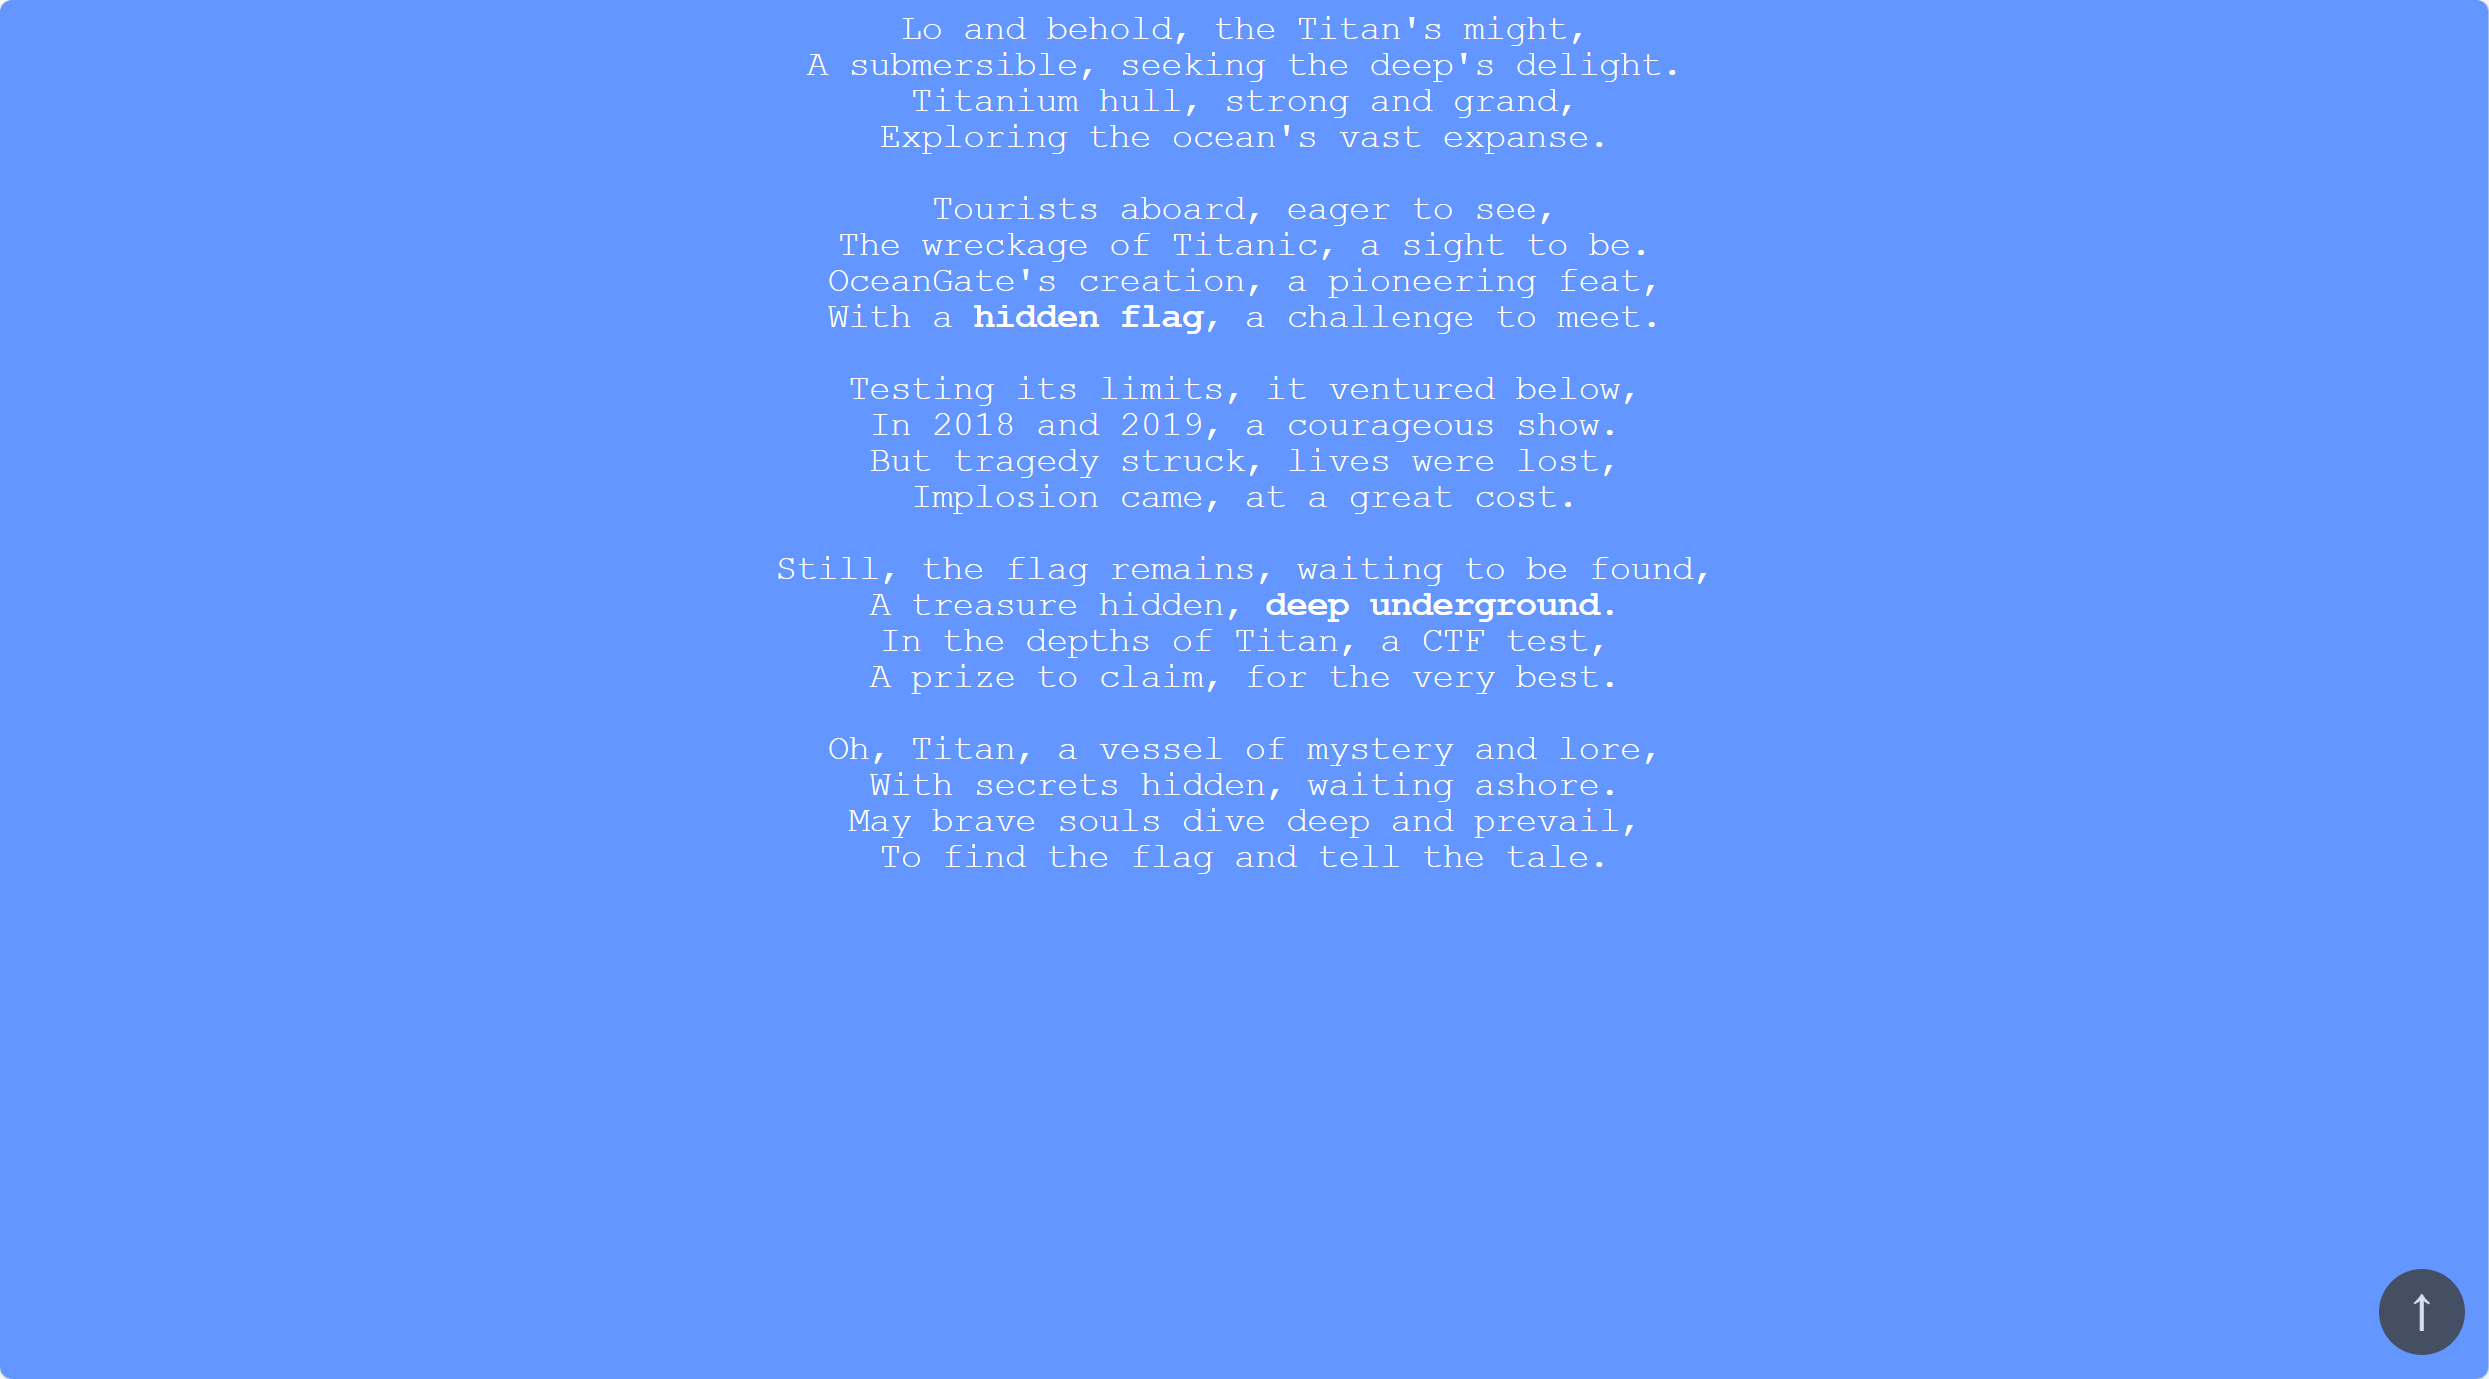 Lo and behold, the Titan's might,
A submersible, seeking the deep's delight.
Titanium hull, strong and grand,
Exploring the ocean's vast expanse.
Tourists aboard, eager to see,
The wreckage of Titanic, a sight to be.
OceanGate's creation, a pioneering feat,
With a hidden flag, a challenge to meet.
Testing its limits, it ventured below,
In 2018 and 2019, a courageous show.
But tragedy struck, lives were lost,
Implosion came, at a great cost.
Still, the flag remains, waiting to be found,
A treasure hidden, deep underground.
In the depths of Titan, a CTF test,
A prize to claim, for the very best.
Oh, Titan, a vessel of mystery and lore,
With secrets hidden, waiting ashore.
May brave souls dive deep and prevail,
To find the flag and tell the tale.
↑